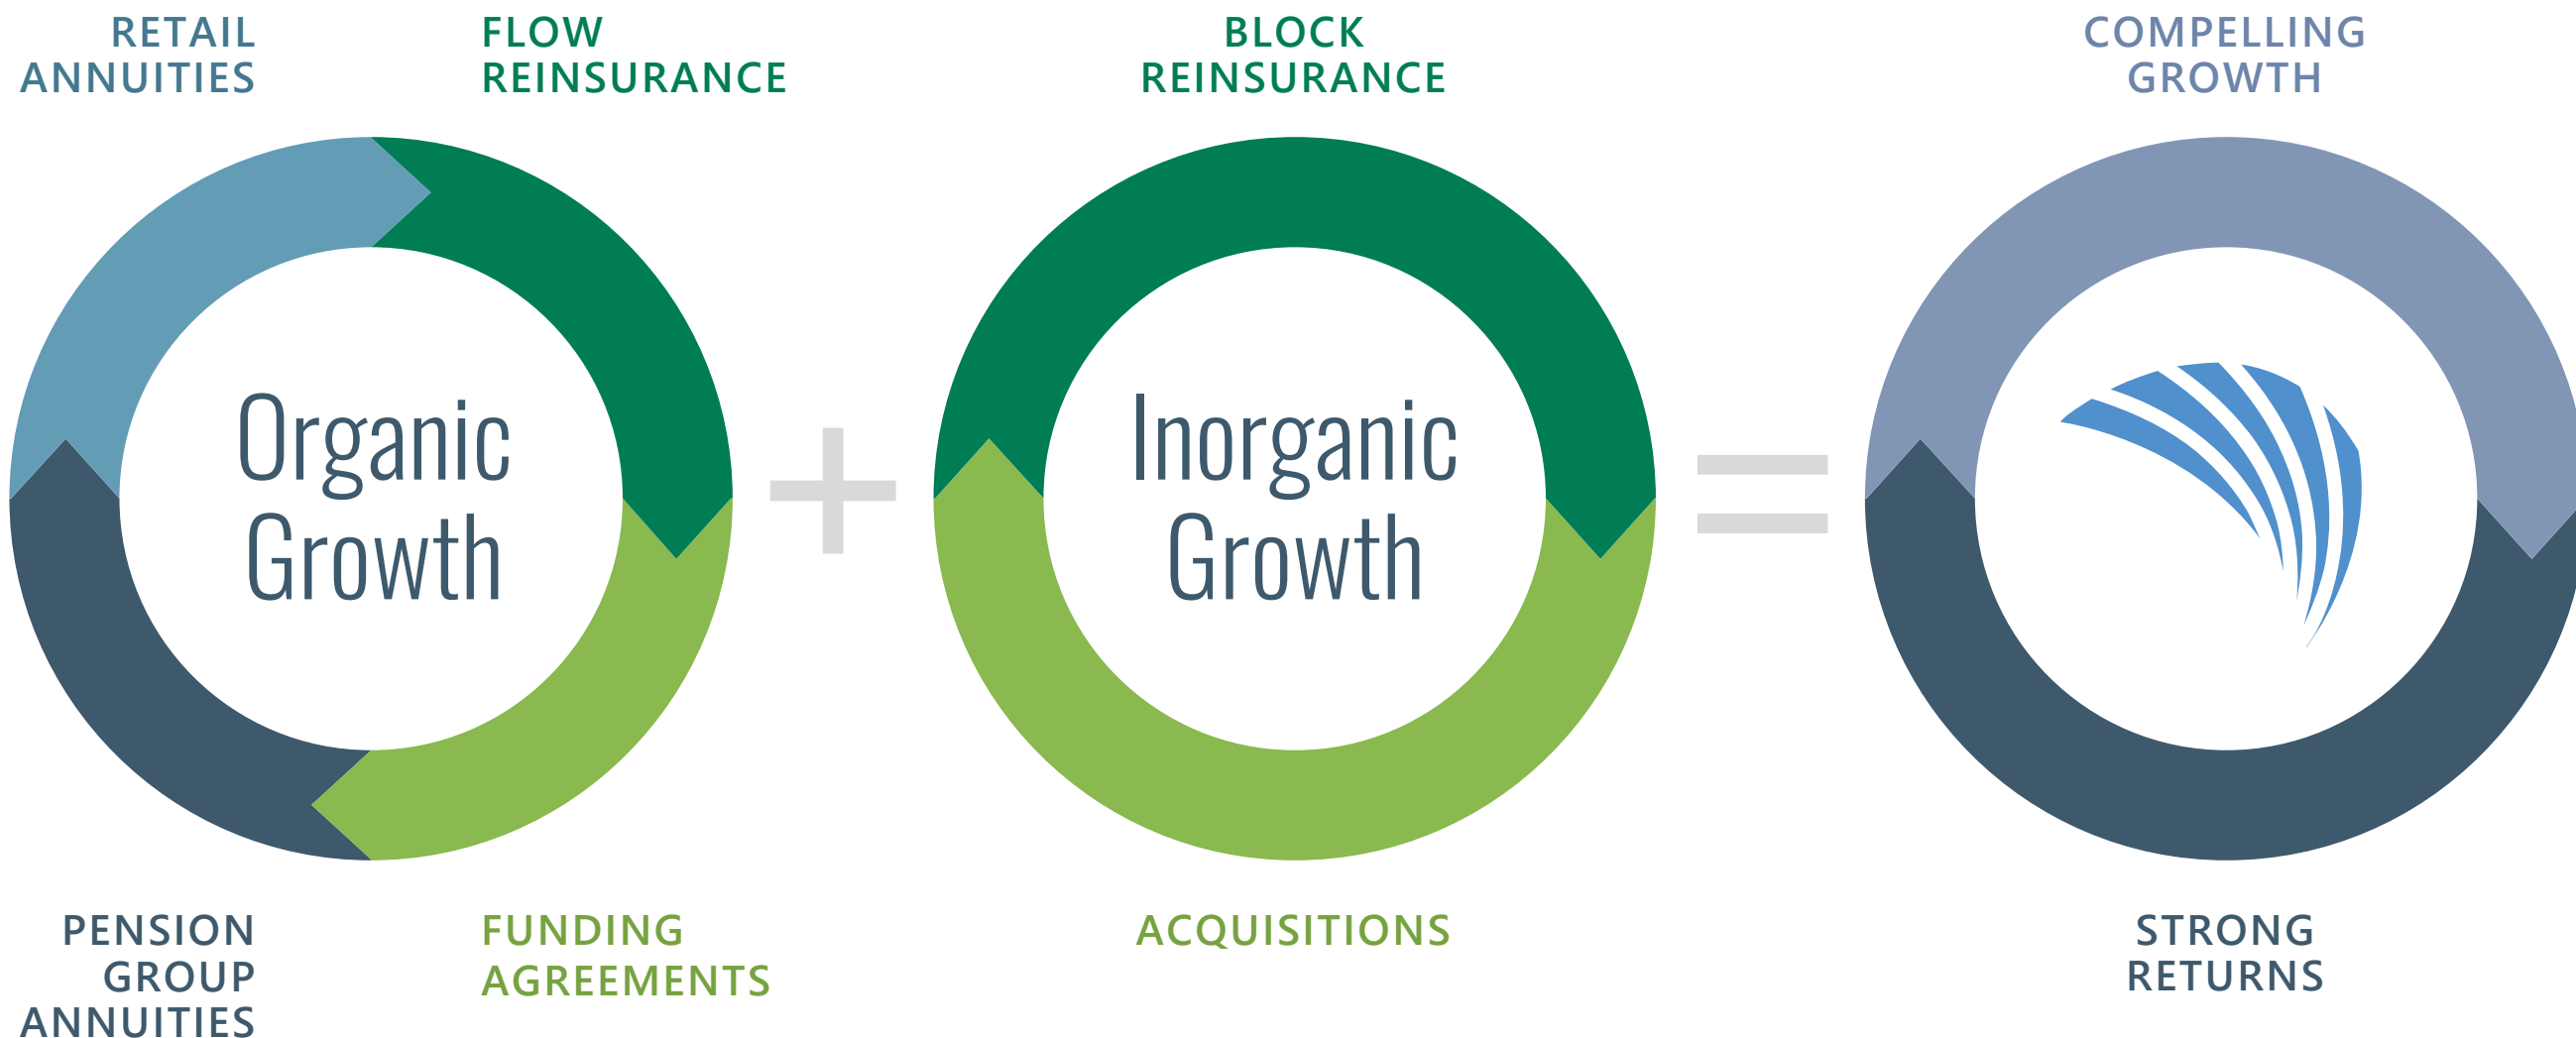 RETAIL
ANNUITIES
FLOW
REINSURANCE
BLOCK
REINSURANCE
COMPELLING
GROWTH
Organic
Growth
+
Inorganic
Growth
=
PENSION
GROUP
ANNUITIES
FUNDING
AGREEMENTS
ACQUISITIONS
STRONG
RETURNS